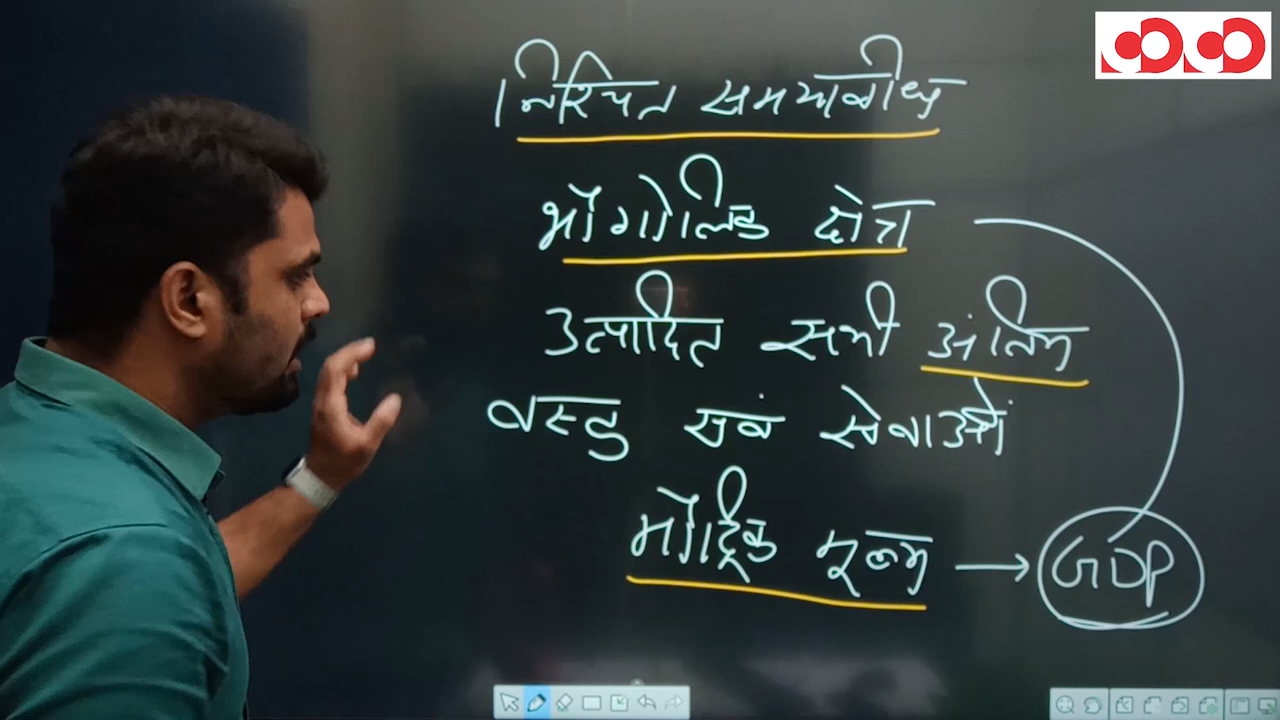 निश्चित समयावधि
भौगोलिक क्षेत्र
उत्पादित सभी अंतिम
वस्तु एवं सेवाओं
मौद्रिक मूल्य → GDP